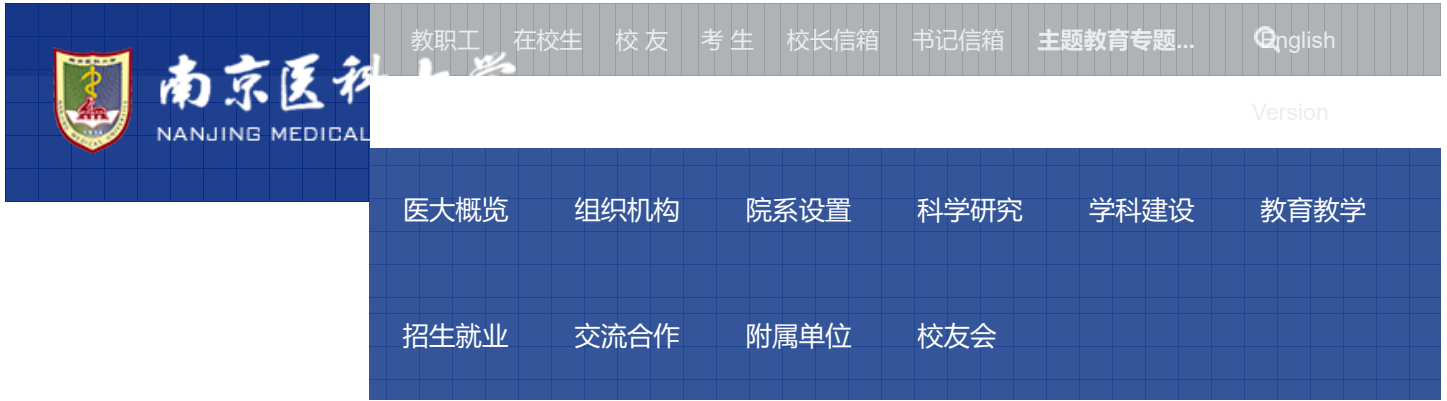 教职工 在校生 校 友 考 生 校长信箱 书记信箱 主题教育专题... English
Version
南京医科大学
NANJING MEDICAL
医大概览 组织机构 院系设置 科学研究 学科建设 教育教学
招生就业 交流合作 附属单位 校友会